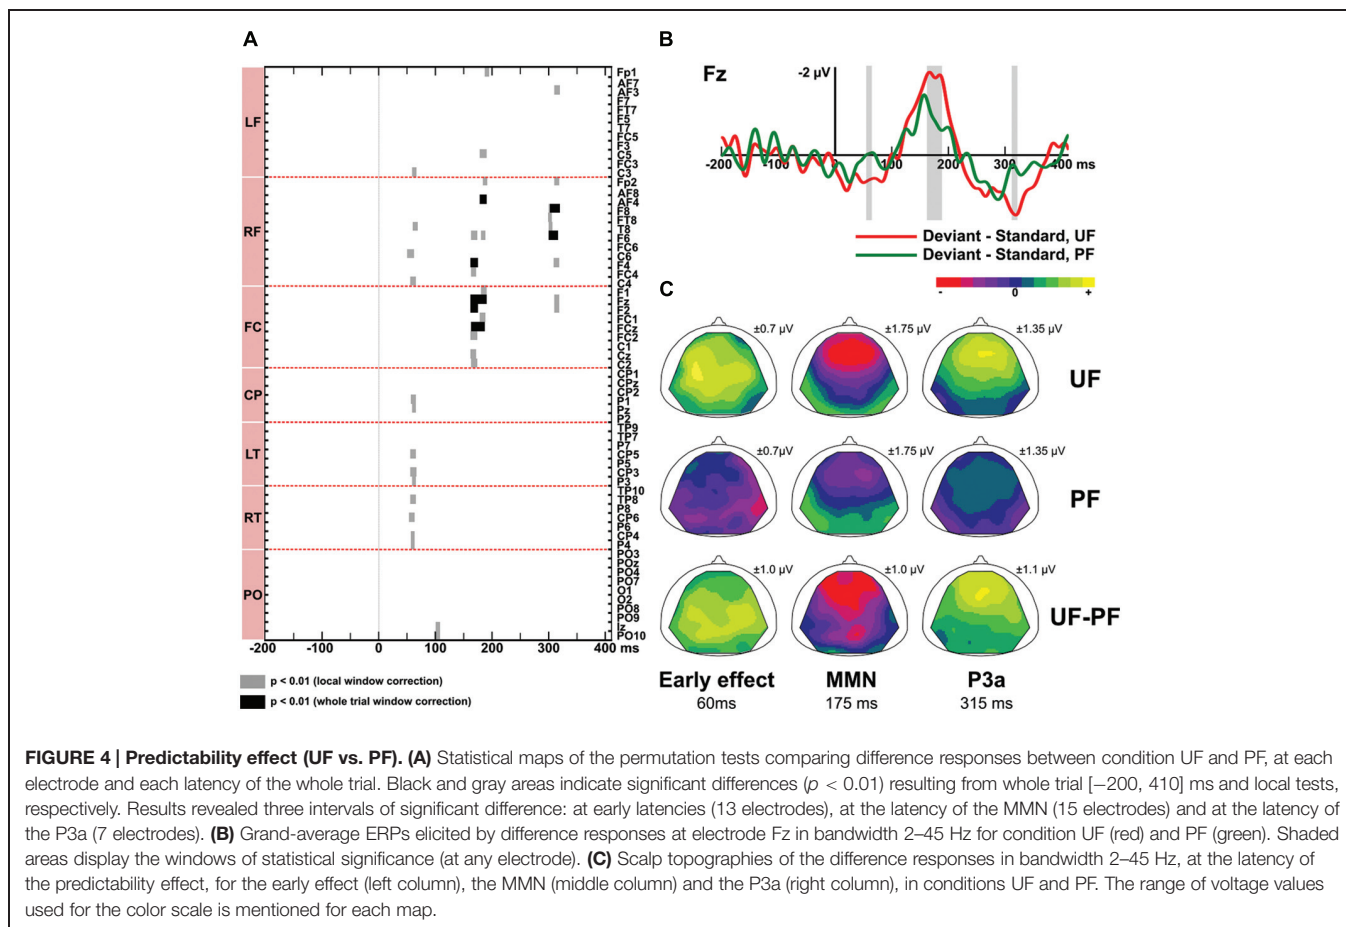 A
LF
RF
FC
CP
LT
RT
PO
Fp1
AF7
AF3
F7
FT7
F5
T7
FC5
F3
C5
FC3
C3
Fp2
AF8
AF4
F8
FT8
T8
F6
FC6
C6
F4
FC4
C4
F1
Fz
F2
FC1
FCz
FC2
C1
Cz
C2
CP1
CPz
CP2
P1
Pz
P2
TP9
TP7
P7
CP5
P5
CP3
P3
TP10
TP8
P8
CP6
P6
CP4
P4
PO3
POz
PO4
PO7
O1
O2
PO8
PO9
Iz
PO10
-200 -100 0 100 200 300 400 ms
p < 0.01 (local window correction)
p < 0.01 (whole trial window correction)
B
Fz
-2 µV
-200 -100 0 100 200 300 400 ms
Deviant - Standard, UF
Deviant - Standard, PF
- 0 +
C
±0.7 µV ±1.75 µV ±1.35 µV
UF
±0.7µV ±1.75 µV ±1.35 µV
PF
±1.0 µV ±1.0 µV ±1.1 µV
UF-PF
Early effect MMN P3a
60ms 175 ms 315 ms
FIGURE 4 | Predictability effect (UF vs. PF). (A) Statistical maps of the permutation tests comparing difference responses between condition UF and PF, at each
electrode and each latency of the whole trial. Black and gray areas indicate significant differences (p < 0.01) resulting from whole trial [−200, 410] ms and local tests,
respectively. Results revealed three intervals of significant difference: at early latencies (13 electrodes), at the latency of the MMN (15 electrodes) and at the latency of
the P3a (7 electrodes). (B) Grand-average ERPs elicited by difference responses at electrode Fz in bandwidth 2–45 Hz for condition UF (red) and PF (green). Shaded
areas display the windows of statistical significance (at any electrode). (C) Scalp topographies of the difference responses in bandwidth 2–45 Hz, at the latency of
the predictability effect, for the early effect (left column), the MMN (middle column) and the P3a (right column), in conditions UF and PF. The range of voltage values
used for the color scale is mentioned for each map.